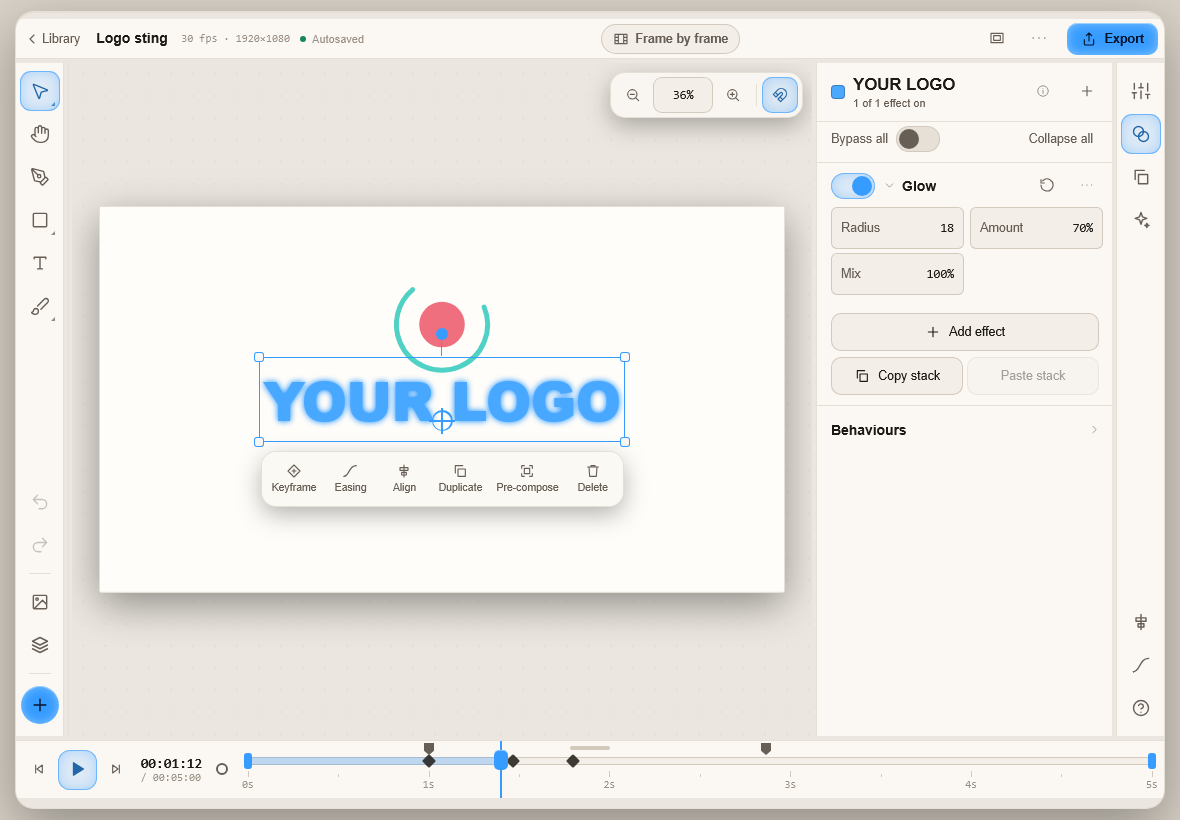 Library
Logo sting
30 fps · 1920×1080
Autosaved
Frame by frame
Export
36%
YOUR LOGO
1 of 1 effect on
Bypass all
Collapse all
Glow
Radius 18
Amount 70%
Mix 100%
Add effect
Copy stack
Paste stack
Behaviours
YOUR LOGO
Keyframe
Easing
Align
Duplicate
Pre-compose
Delete
00:01:12
/ 00:05:00
0s 1s 2s 3s 4s 5s